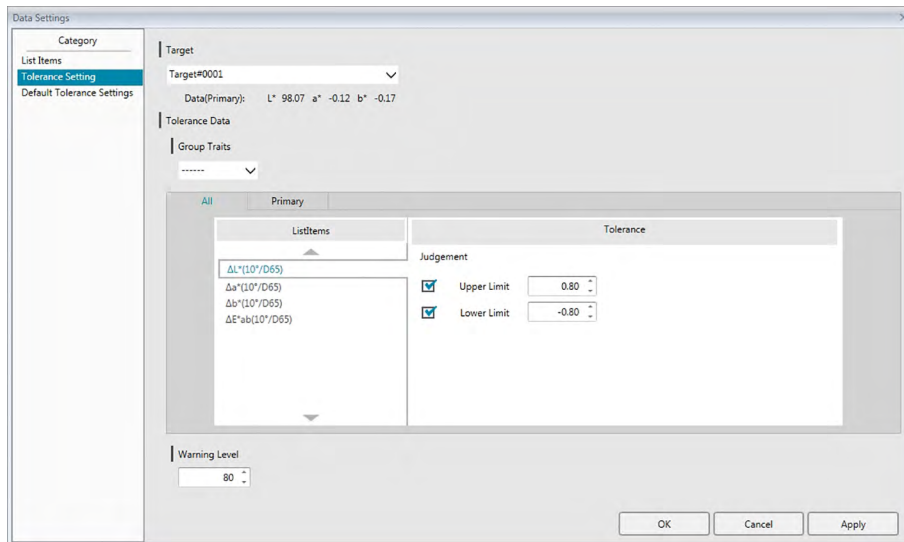 Data Settings
Category
List Items
Tolerance Setting
Default Tolerance Settings
Target
Target#0001
Data(Primary): L* 98.07 a* -0.12 b* -0.17
Tolerance Data
Group Traits
------
All Primary
ListItems Tolerance
ΔL*(10°/D65)
Δa*(10°/D65)
Δb*(10°/D65)
ΔE*ab(10°/D65)
Judgement
Upper Limit 0.80
Lower Limit -0.80
Warning Level
80
OK Cancel Apply